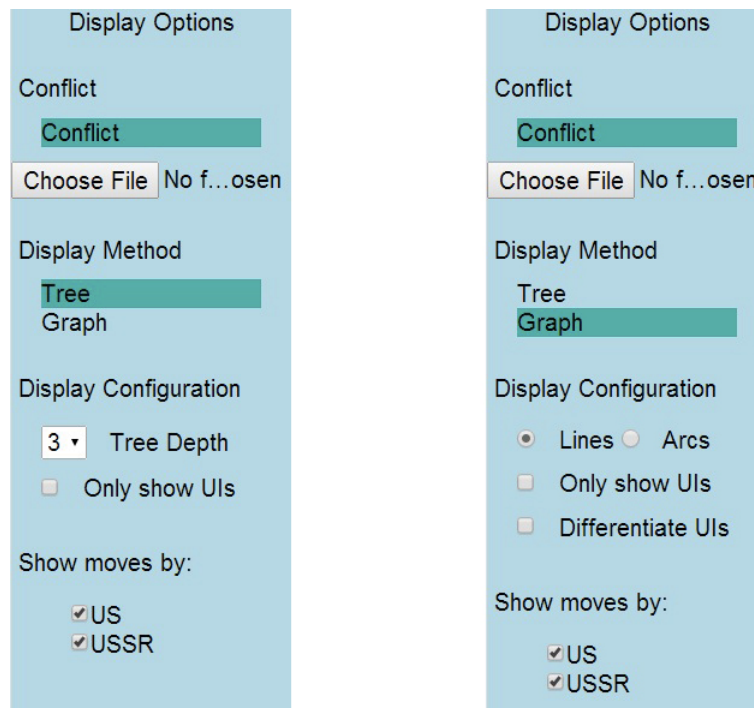 Display Options
Conflict
Conflict
Choose File No f...osen
Display Method
Tree
Graph
Display Configuration
3 Tree Depth
Only show UIs
Show moves by:
US
USSR
Display Options
Conflict
Conflict
Choose File No f...osen
Display Method
Tree
Graph
Display Configuration
Lines Arcs
Only show UIs
Differentiate UIs
Show moves by:
US
USSR